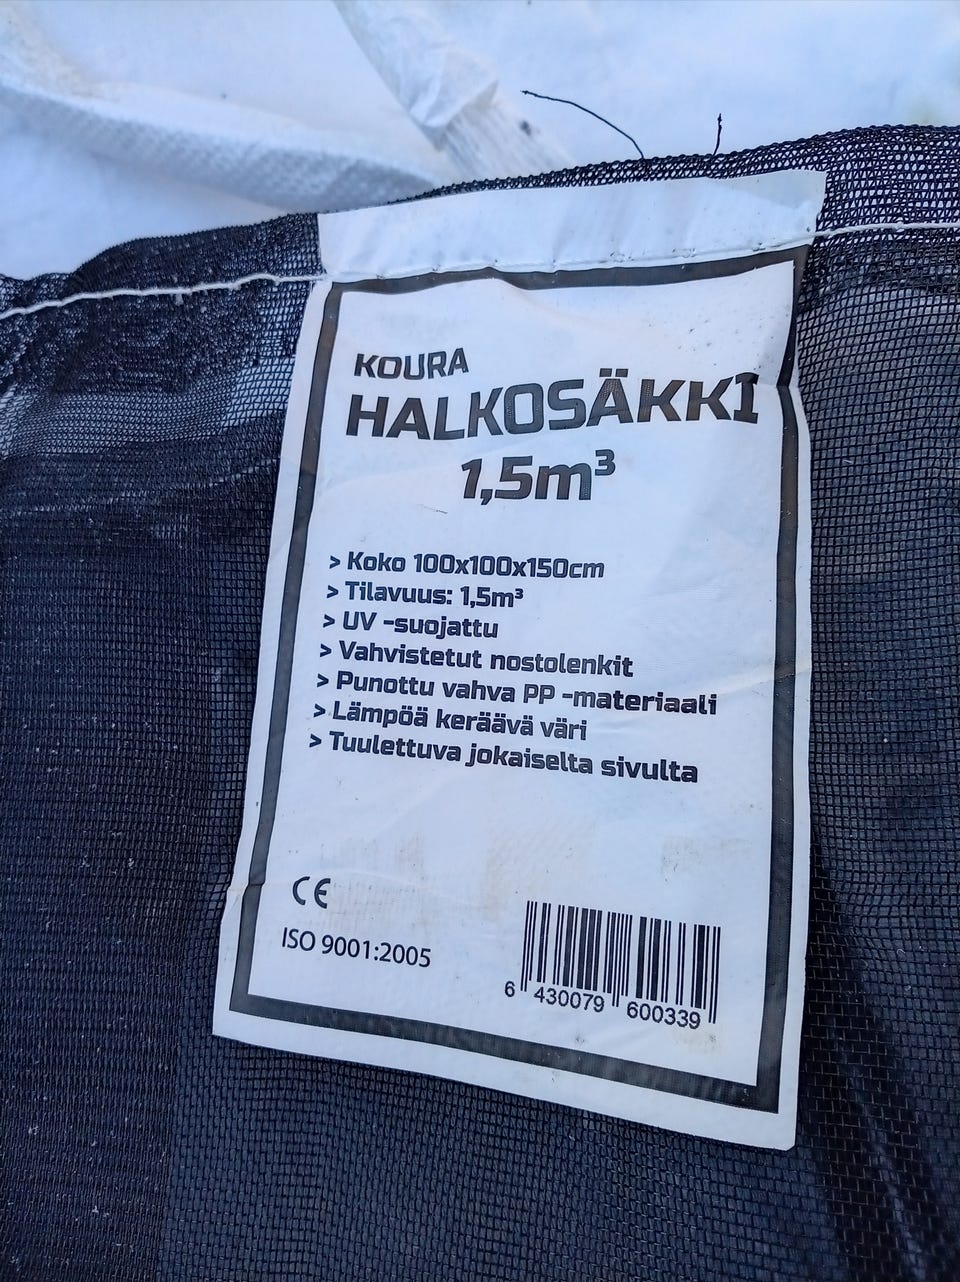 KOURA
HALKOSÄKKI
1,5m³
> Koko 100x100x150cm
> Tilavuus: 1,5m³
> UV -suojattu
> Vahvistetut nostolenkit
> Punottu vahva PP -materiaali
> Lämpöä keräävä väri
> Tuulettuva jokaiselta sivulta
CE
ISO 9001:2005
6 430079 600339